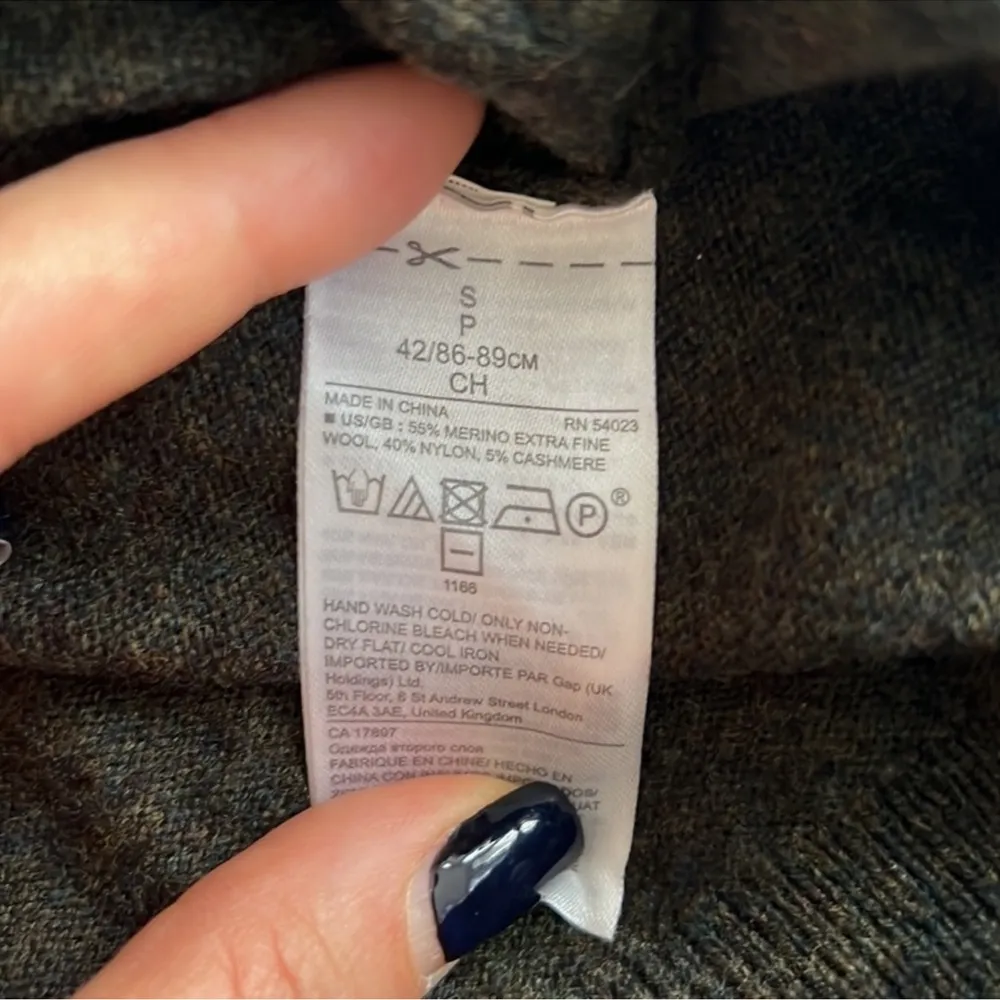 S
P
42/86-89CM
CH
MADE IN CHINA
RN 54023
US/GB : 55% MERINO EXTRA FINE
WOOL, 40% NYLON, 5% CASHMERE
P ®
1166
HAND WASH COLD/ ONLY NON-
CHLORINE BLEACH WHEN NEEDED/
DRY FLAT/ COOL IRON
IMPORTED BY/IMPORTE PAR Gap (UK
Holdings) Ltd.
5th Floor, 6 St Andrew Street London
EC4A 3AE, United Kingdom
CA 17897
Одежда второго слоя
FABRIQUE EN CHINE/ HECHO EN
CHINA CON